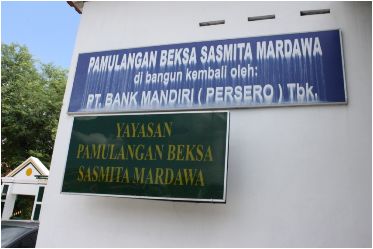 PAMULANGAN BEKSA SASMITA MARDAWA
di bangun kembali oleh:
PT. BANK MANDIRI ( PERSERO ) Tbk.
YAYASAN
PAMULANGAN BEKSA
SASMITA MARDAWA